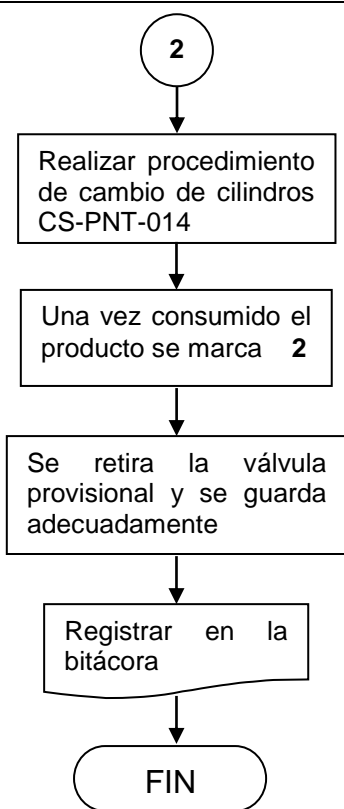 2
Realizar procedimiento
de cambio de cilindros
CS-PNT-014
Una vez consumido el
producto se marca 2
Se retira la válvula
provisional y se guarda
adecuadamente
Registrar en la
bitácora
FIN